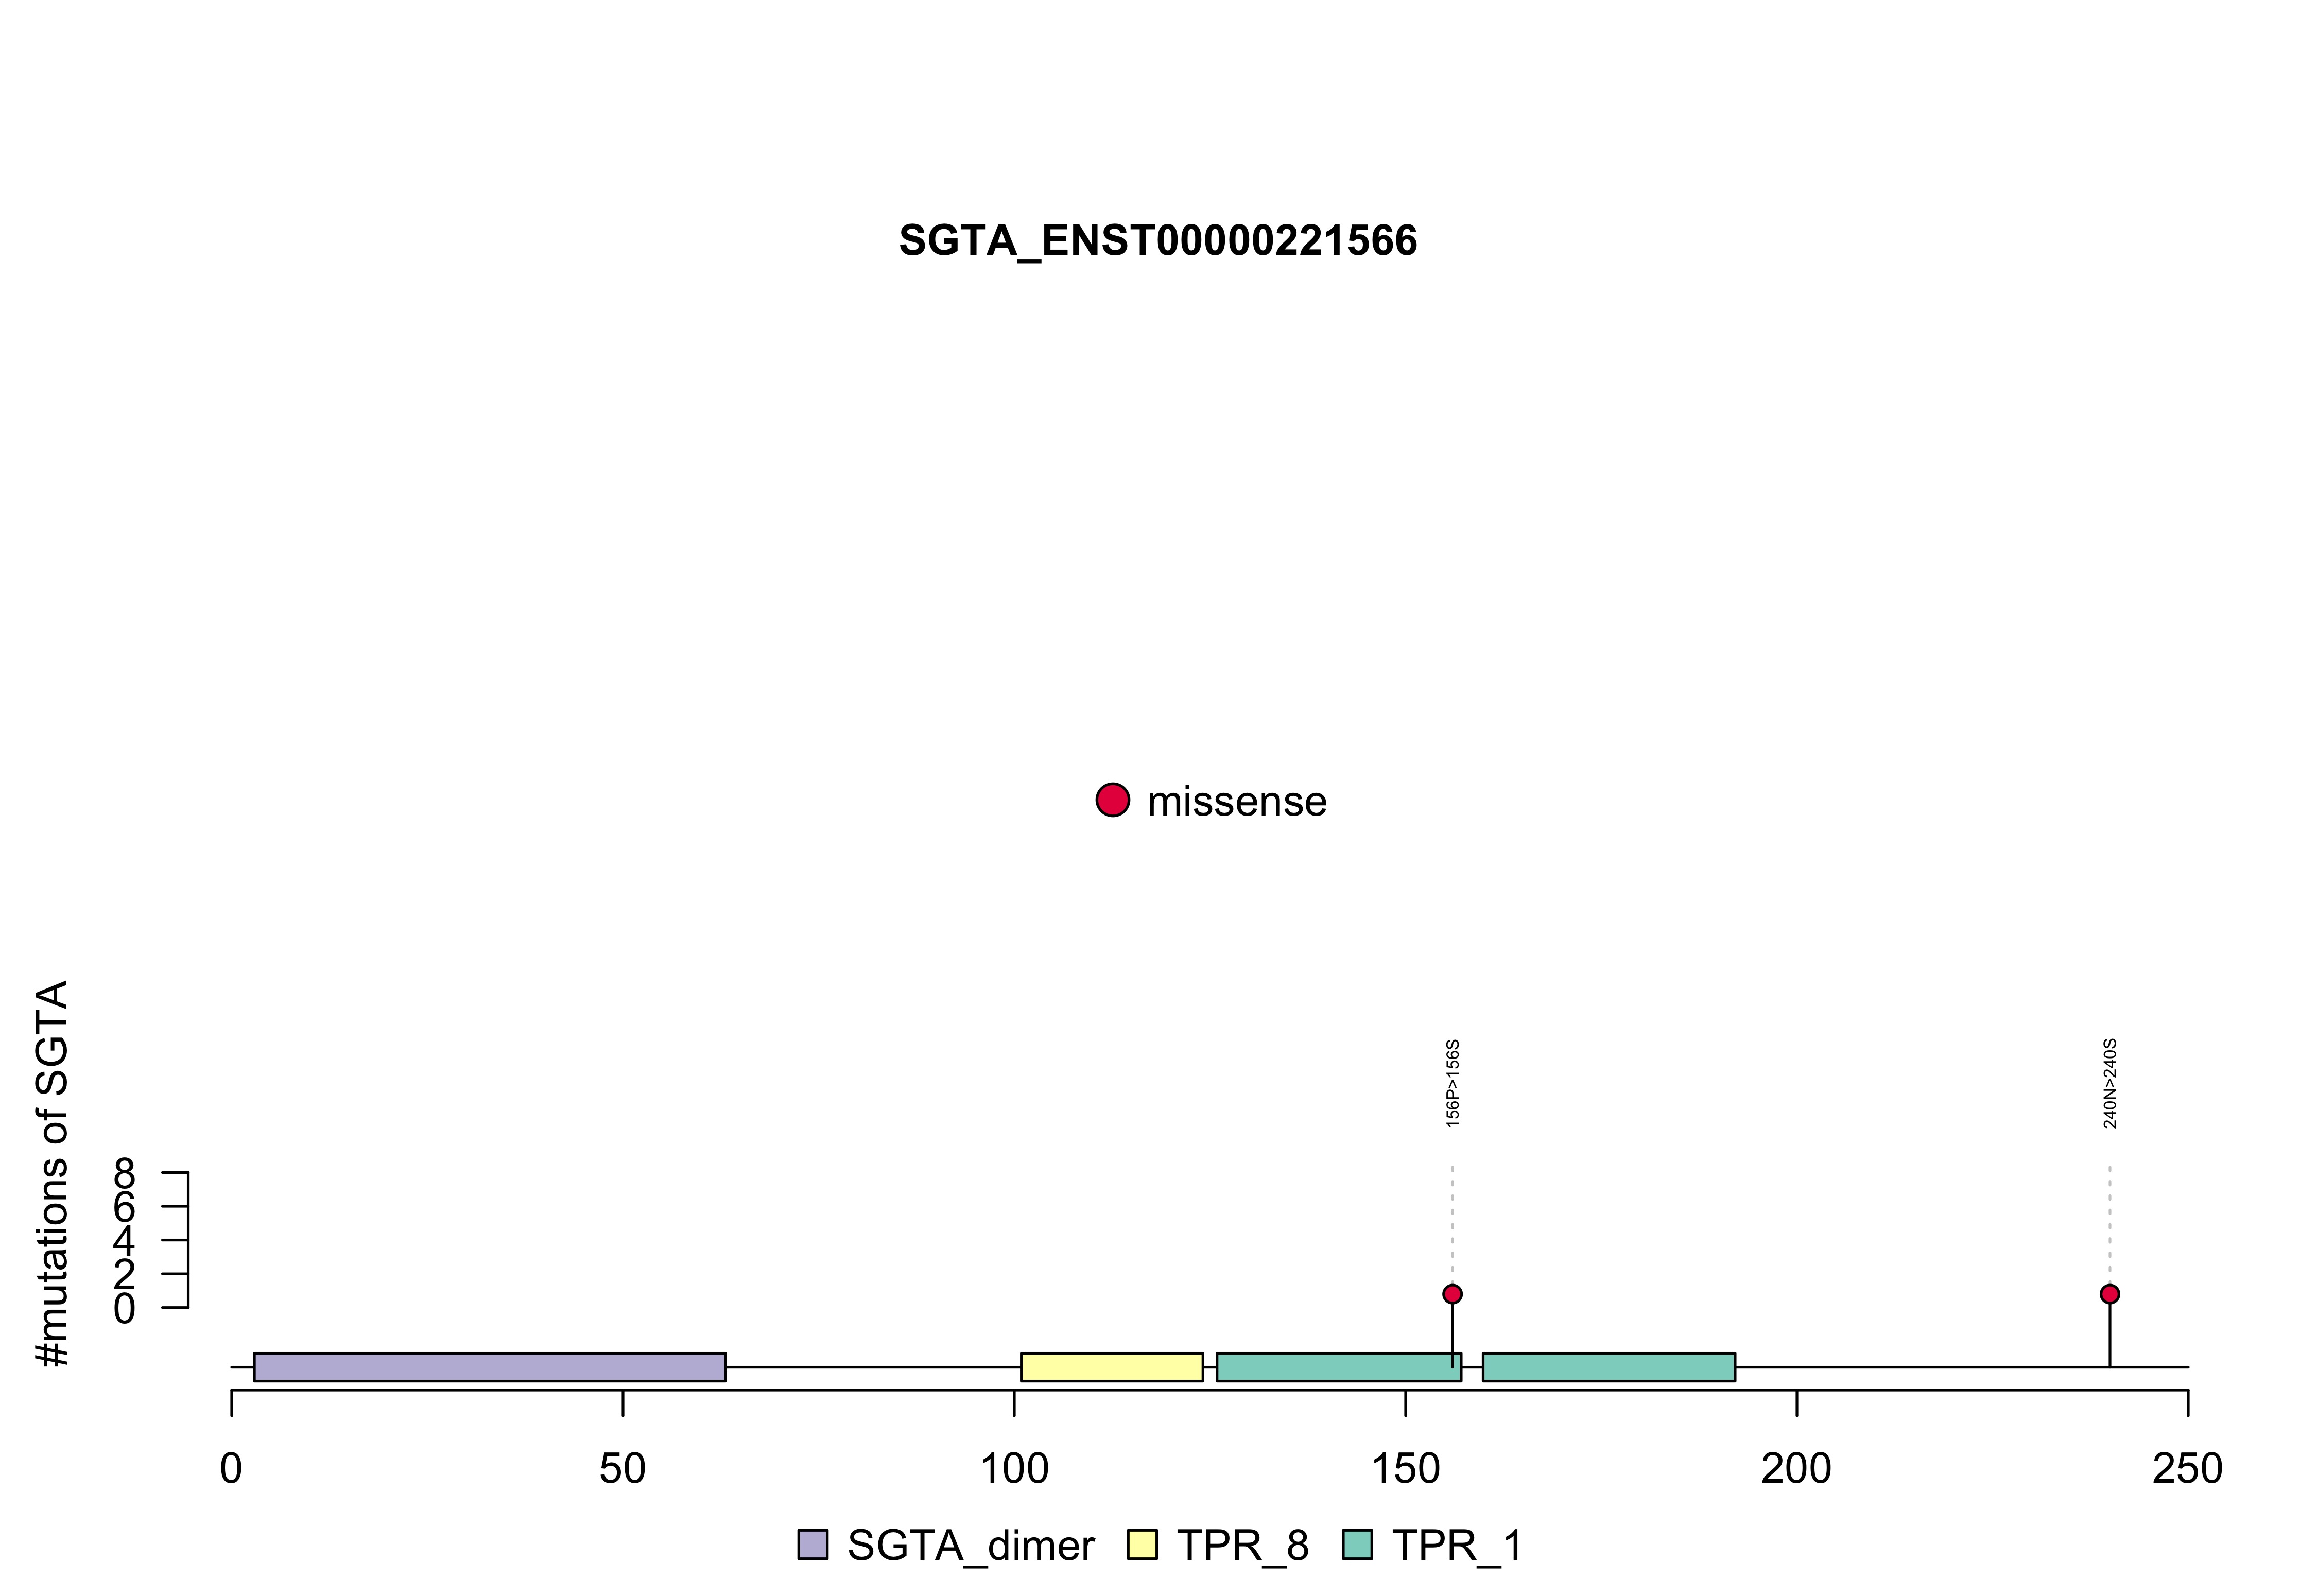 SGTA_ENST00000221566
missense
#mutations of SGTA
156P>156S
240N>240S
8
6
4
2
0
0 50 100 150 200 250
SGTA_dimer TPR_8 TPR_1